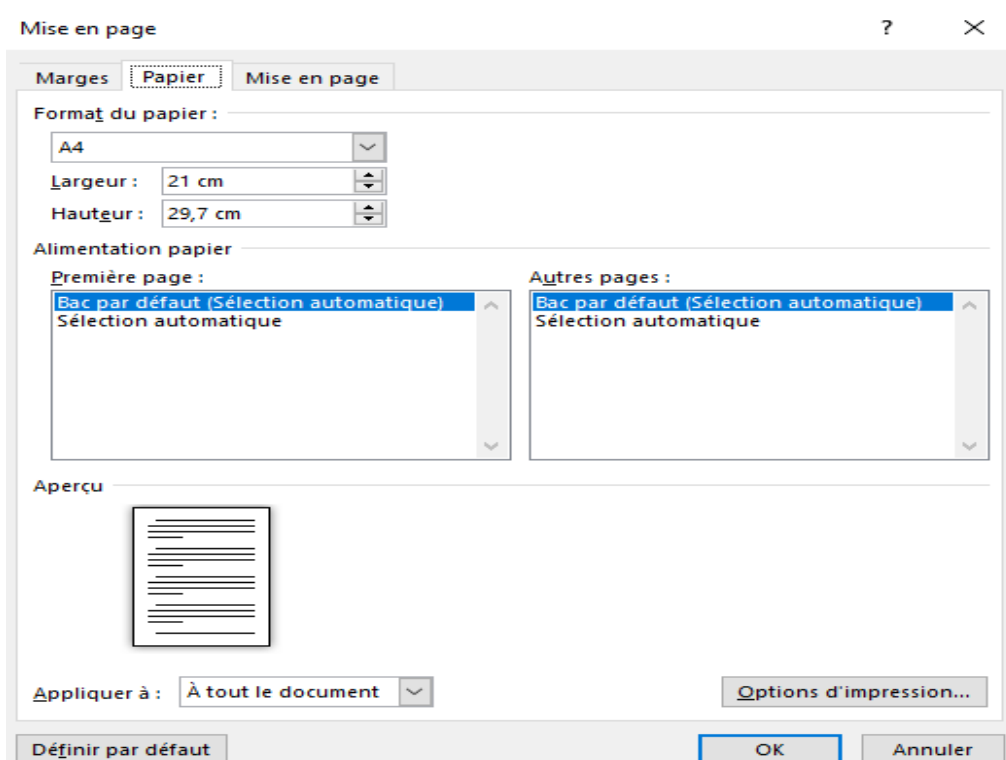 Mise en page ? ×
Marges Papier Mise en page
Format du papier :
A4
Largeur : 21 cm
Hauteur : 29,7 cm
Alimentation papier
Première page : Autres pages :
Bac par défaut (Sélection automatique) Bac par défaut (Sélection automatique)
Sélection automatique Sélection automatique
Aperçu
Appliquer à : À tout le document Options d'impression...
Définir par défaut OK Annuler